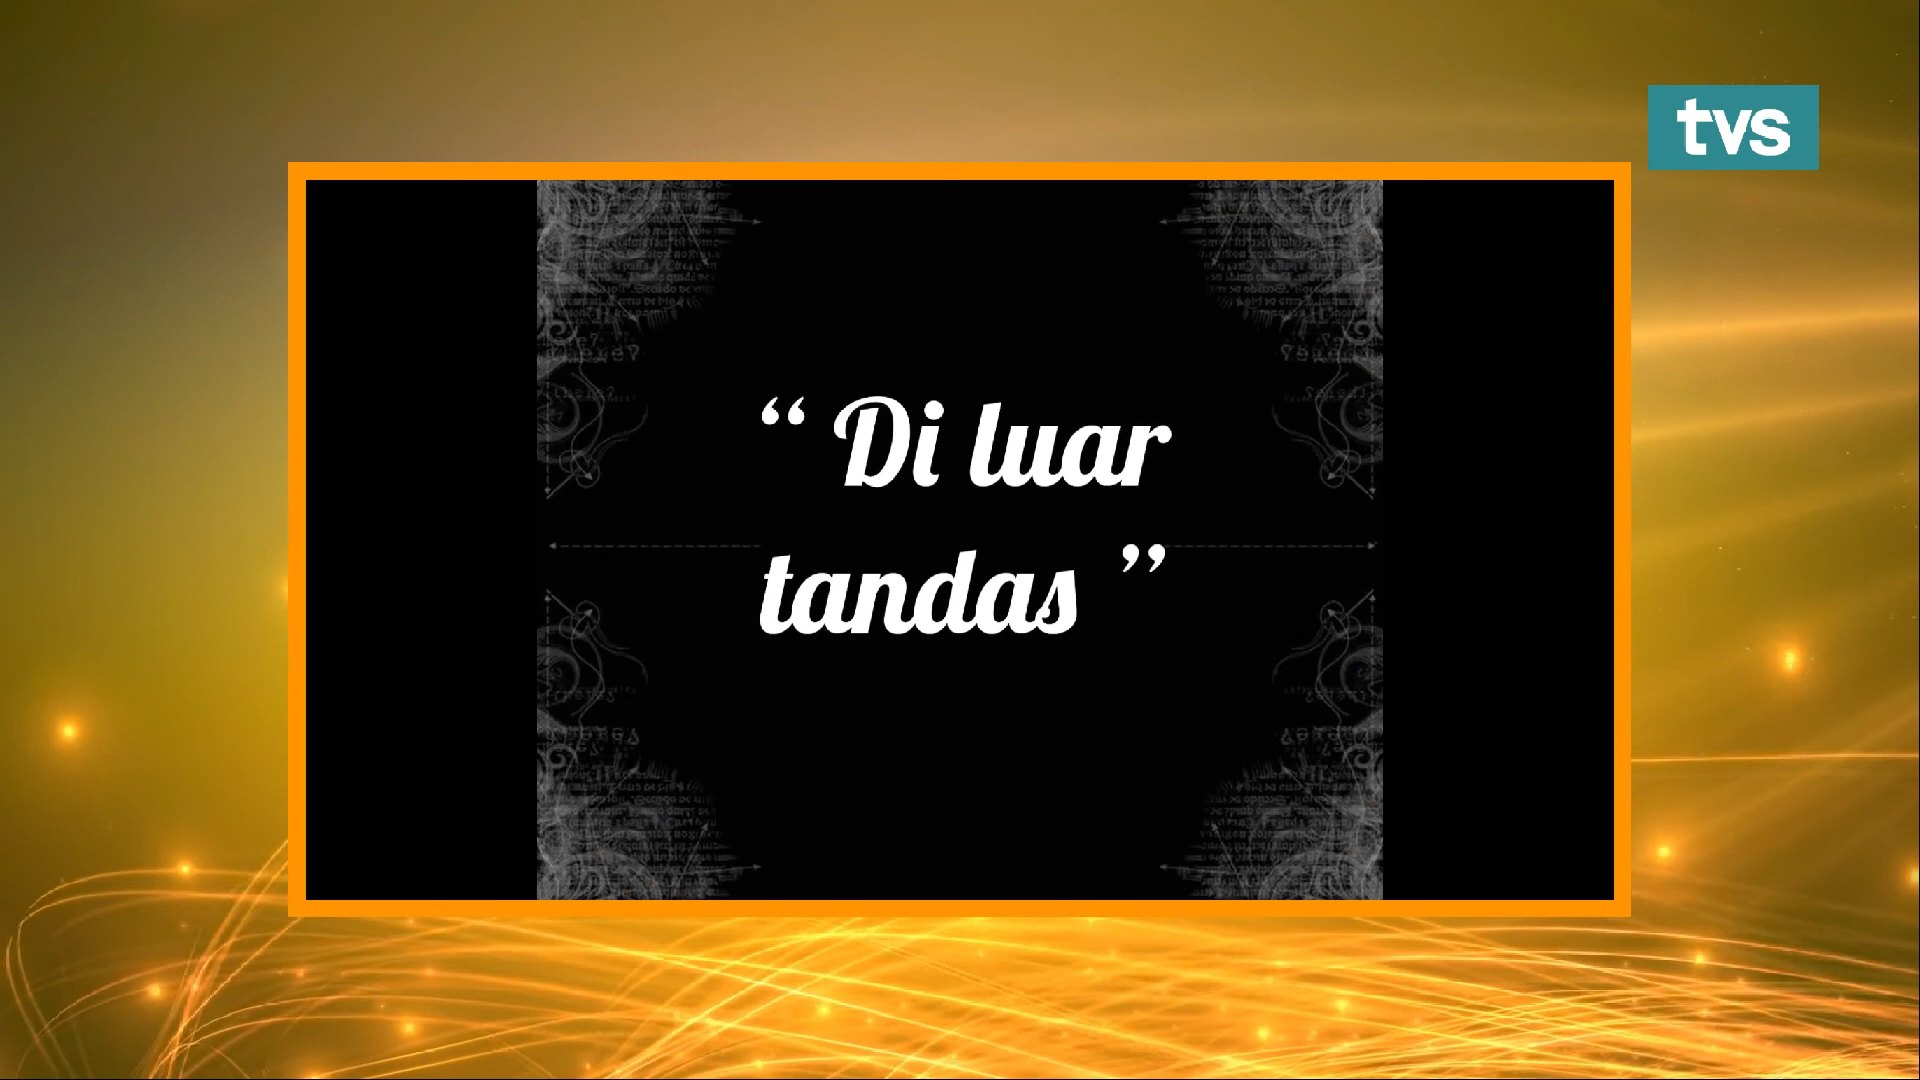 tvs
“ Di luar
tandas ”